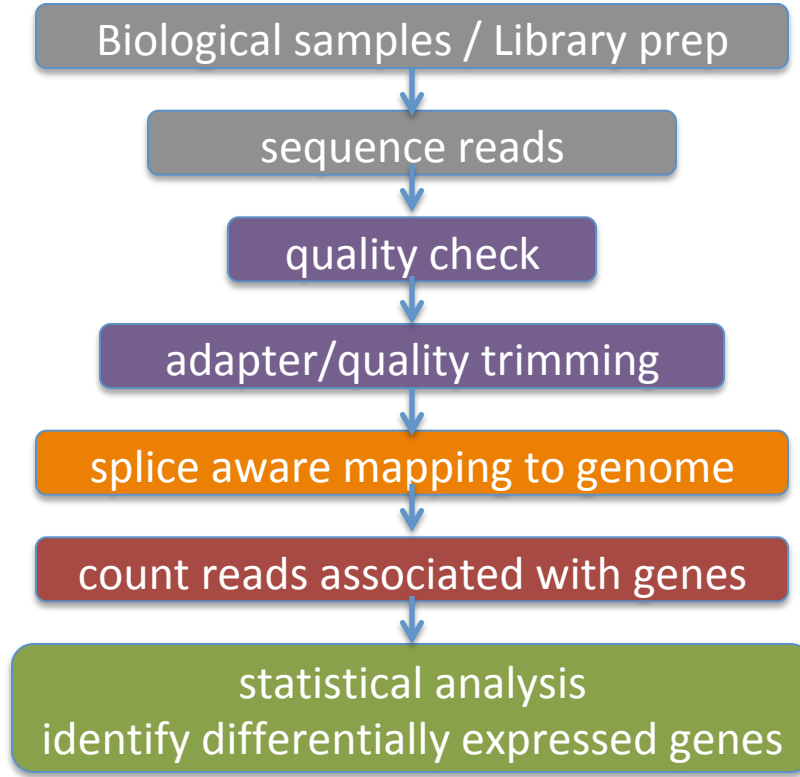 Biological samples / Library prep
sequence reads
quality check
adapter/quality trimming
splice aware mapping to genome
count reads associated with genes
statistical analysis
identify differentially expressed genes